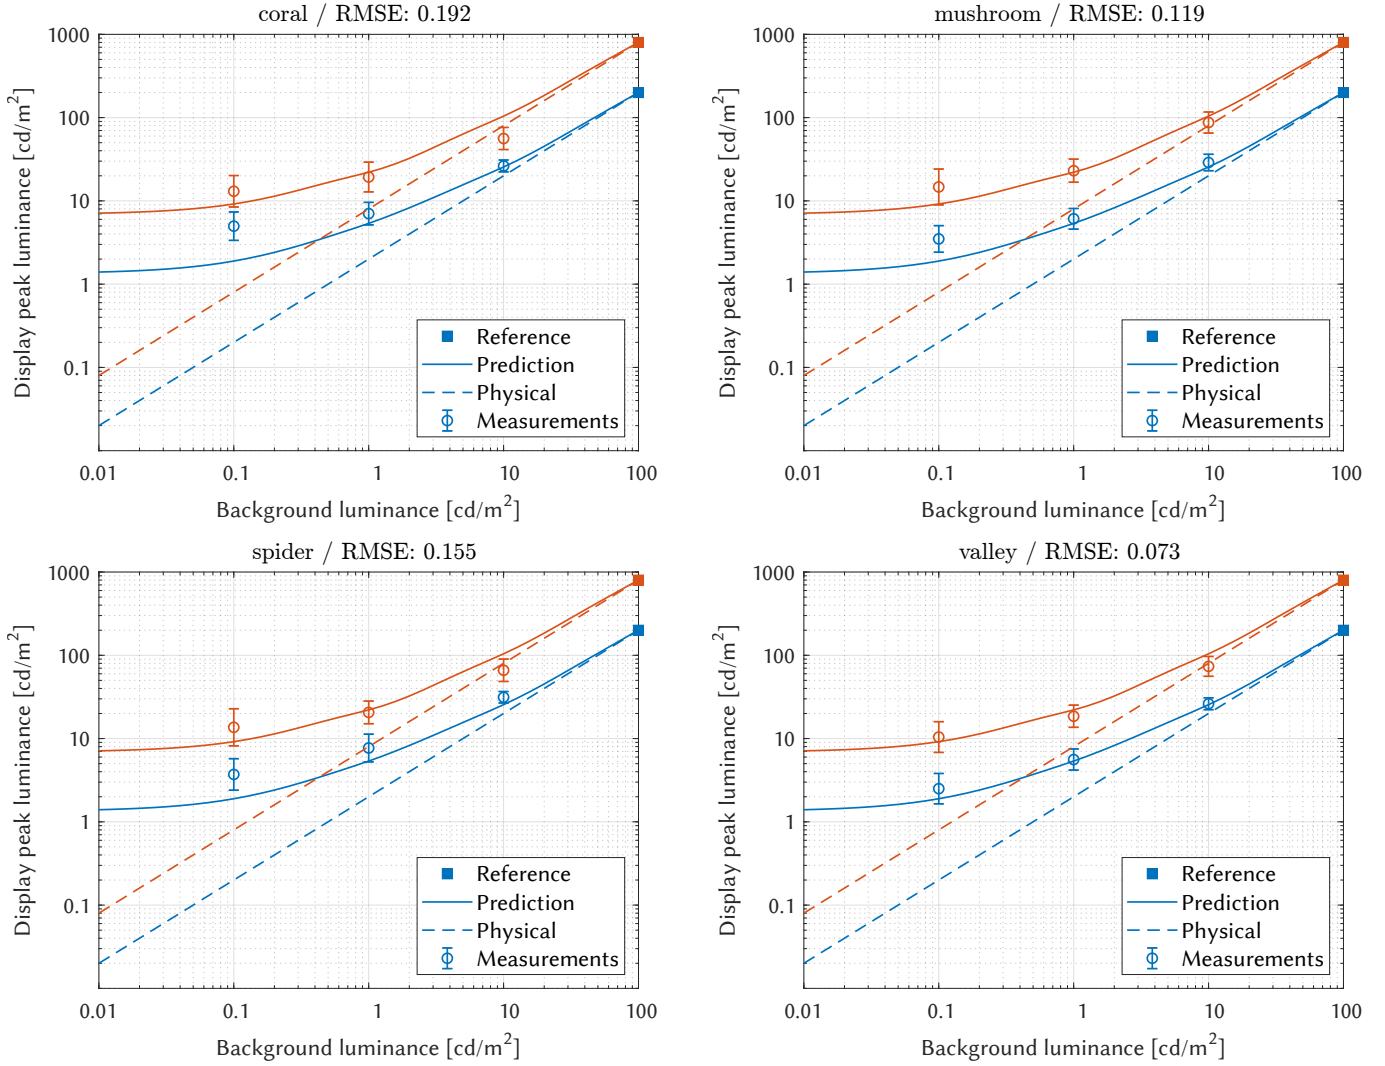 coral / RMSE: 0.192
1000
100
10
1
0.1
Display peak luminance [cd/m2]
Reference
Prediction
Physical
Measurements
0.01 0.1 1 10 100
Background luminance [cd/m2]
mushroom / RMSE: 0.119
1000
100
10
1
0.1
Display peak luminance [cd/m2]
Reference
Prediction
Physical
Measurements
0.01 0.1 1 10 100
Background luminance [cd/m2]
spider / RMSE: 0.155
1000
100
10
1
0.1
Display peak luminance [cd/m2]
Reference
Prediction
Physical
Measurements
0.01 0.1 1 10 100
Background luminance [cd/m2]
valley / RMSE: 0.073
1000
100
10
1
0.1
Display peak luminance [cd/m2]
Reference
Prediction
Physical
Measurements
0.01 0.1 1 10 100
Background luminance [cd/m2]